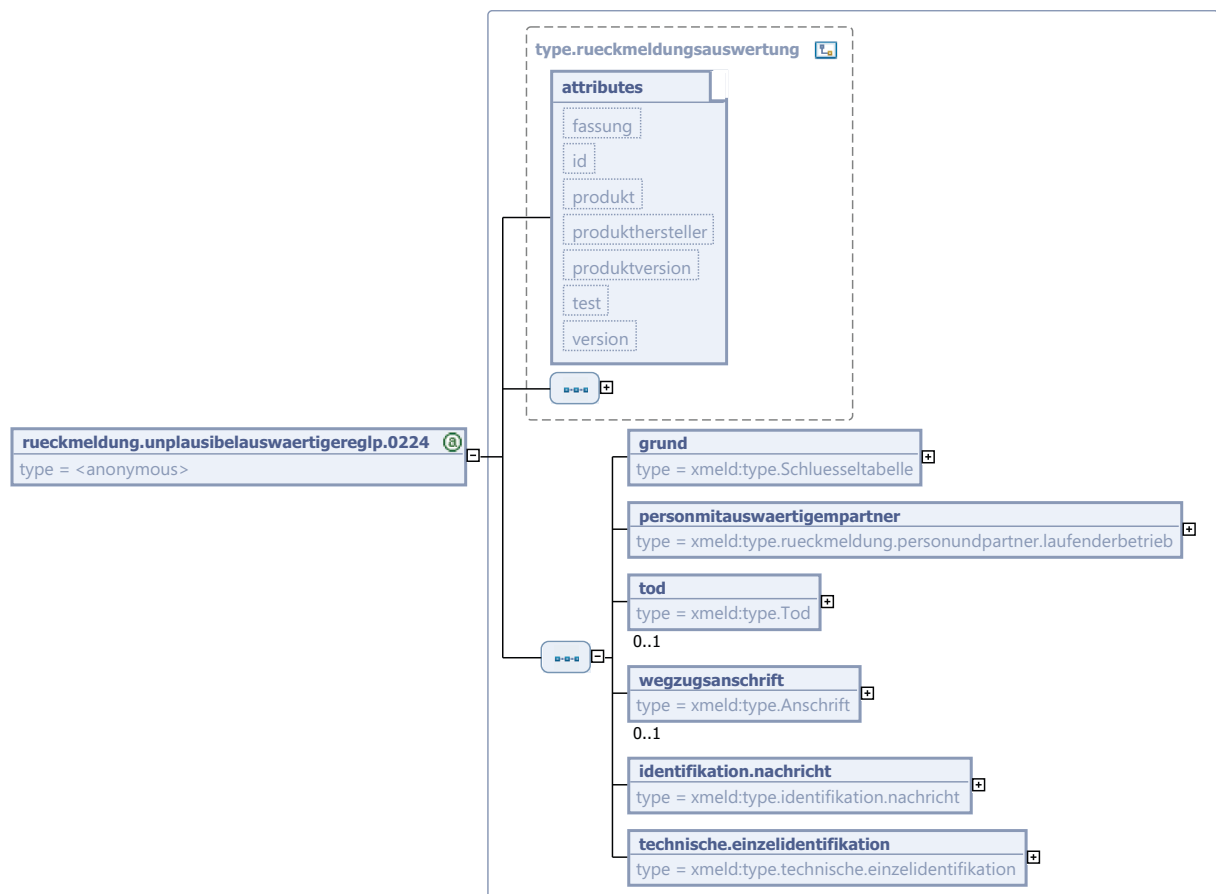 type.rueckmeldungsauswertung
attributes
fassung
id
produkt
produkthersteller
produktversion
test
version
rueckmeldung.unplausibelauswaertigereglp.0224
type = <anonymous>
grund
type = xmeld:type.Schluesseltabelle
personmitauswaertigempartner
type = xmeld:type.rueckmeldung.personundpartner.laufenderbetrieb
tod
type = xmeld:type.Tod
0..1
wegzugsanschrift
type = xmeld:type.Anschrift
0..1
identifikation.nachricht
type = xmeld:type.identifikation.nachricht
technische.einzelidentifikation
type = xmeld:type.technische.einzelidentifikation